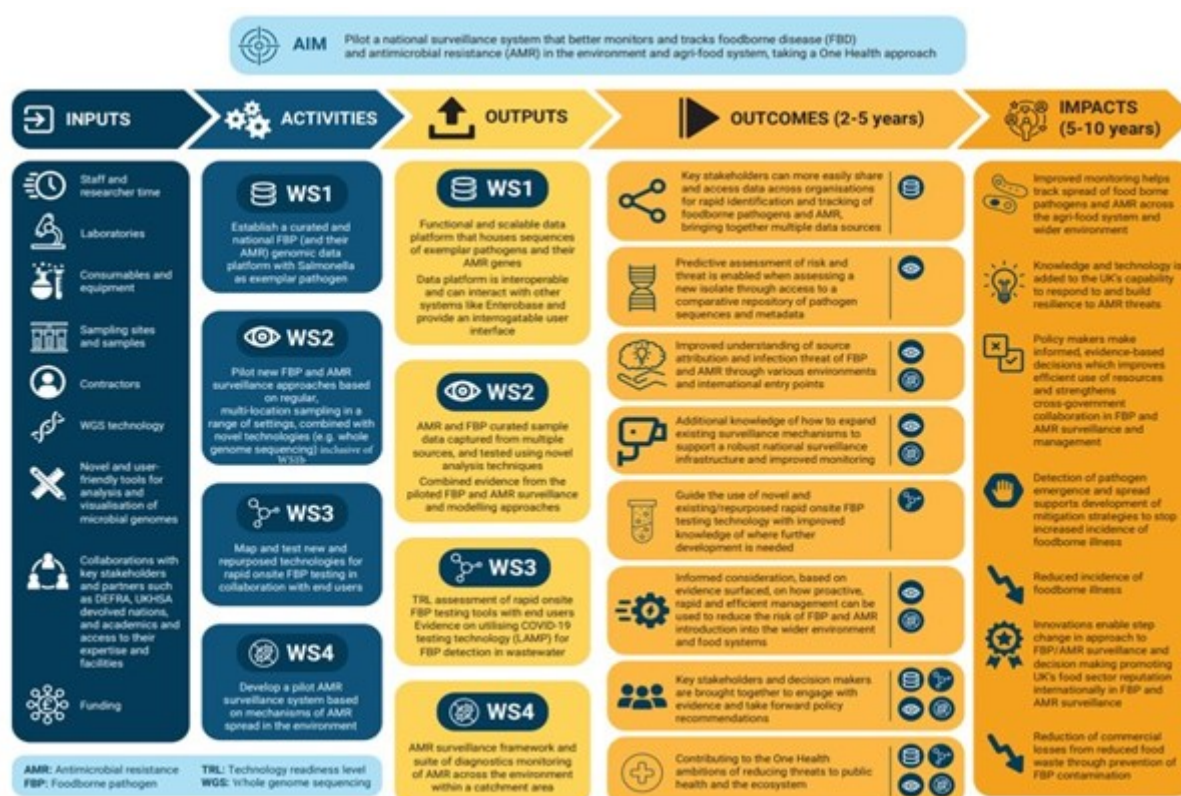 AIM
Pilot a national surveillance system that better monitors and tracks foodborne disease (FBD)
and antimicrobial resistance (AMR) in the environment and agri-food system, taking a One Health approach
INPUTS
Staff and
researcher time
Laboratories
Consumables and
equipment
Sampling sites
and samples
Contractors
WGS technology
Novel and user-
friendly tools for
analysis and
visualisation of
microbial genomes
Collaborations with
key stakeholders
and partners such
as DEFRA, UKHSA
devolved nations,
and academics and
access to their
expertise and
facilities
Funding
ACTIVITIES
WS1
Establish a curated and
national FBP (and their
AMR) genomic data
platform with Salmonella
as exemplar pathogen
WS2
Pilot new FBP and AMR
surveillance approaches based
on regular,
multi-location sampling in a
range of settings, combined with
novel technologies (e.g. whole
genome sequencing) inclusive of
WS1b
WS3
Map and test new and
repurposed technologies for
rapid onsite FBP testing in
collaboration with end users
WS4
Develop a pilot AMR
surveillance system based
on mechanisms of AMR
spread in the environment
OUTPUTS
WS1
Functional and scalable data
platform that houses sequences
of exemplar pathogens and their
AMR genes
Data platform is interoperable
and can interact with other
systems like Enterobase and
provide an interrogatable user
interface
WS2
AMR and FBP curated sample
data captured from multiple
sources, and tested using novel
analysis techniques
Combined evidence from the
piloted FBP and AMR surveillance
and modelling approaches
WS3
TRL assessment of rapid onsite
FBP testing tools with end users
Evidence on utilising COVID-19
testing technology (LAMP) for
FBP detection in wastewater
WS4
AMR surveillance framework and
suite of diagnostics monitoring
of AMR across the environment
within a catchment area
OUTCOMES (2-5 years)
Key stakeholders can more easily share
and access data across organisations
for rapid identification and tracking of
foodborne pathogens and AMR,
bringing together multiple data sources
Predictive assessment of risk and
threat is enabled when assessing a
new isolate through access to a
comparative repository of pathogen
sequences and metadata
Improved understanding of source
attribution and infection threat of FBP
and AMR through various environments
and international entry points
Additional knowledge of how to expand
existing surveillance mechanisms to
support a robust national surveillance
infrastructure and improved monitoring
Guide the use of novel and
existing/repurposed rapid onsite FBP
testing technology with improved
knowledge of where further
development is needed
Informed consideration, based on
evidence surfaced, on how proactive,
rapid and efficient management can be
used to reduce the risk of FBP and AMR
introduction into the wider environment
and food systems
Key stakeholders and decision makers
are brought together to engage with
evidence and take forward policy
recommendations
Contributing to the One Health
ambitions of reducing threats to public
health and the ecosystem
IMPACTS
(5-10 years)
Improved monitoring helps
track spread of food borne
pathogens and AMR across
the agri-food system and
wider environment
Knowledge and technology is
added to the UK's capability
to respond to and build
resilience to AMR threats
Policy makers make
informed, evidence-based
decisions which improves
efficient use of resources
and strengthens
cross-government
collaboration in FBP and
AMR surveillance and
management
Detection of pathogen
emergence and spread
supports development of
mitigation strategies to stop
increased incidence of
foodborne illness
Reduced incidence of
foodborne illness
Innovations enable step
change in approach to
FBP/AMR surveillance and
decision making promoting
UK's food sector reputation
internationally in FBP and
AMR surveillance
Reduction of commercial
losses from reduced food
waste through prevention of
FBP contamination
AMR: Antimicrobial resistance
FBP: Foodborne pathogen
TRL: Technology readiness level
WGS: Whole genome sequencing